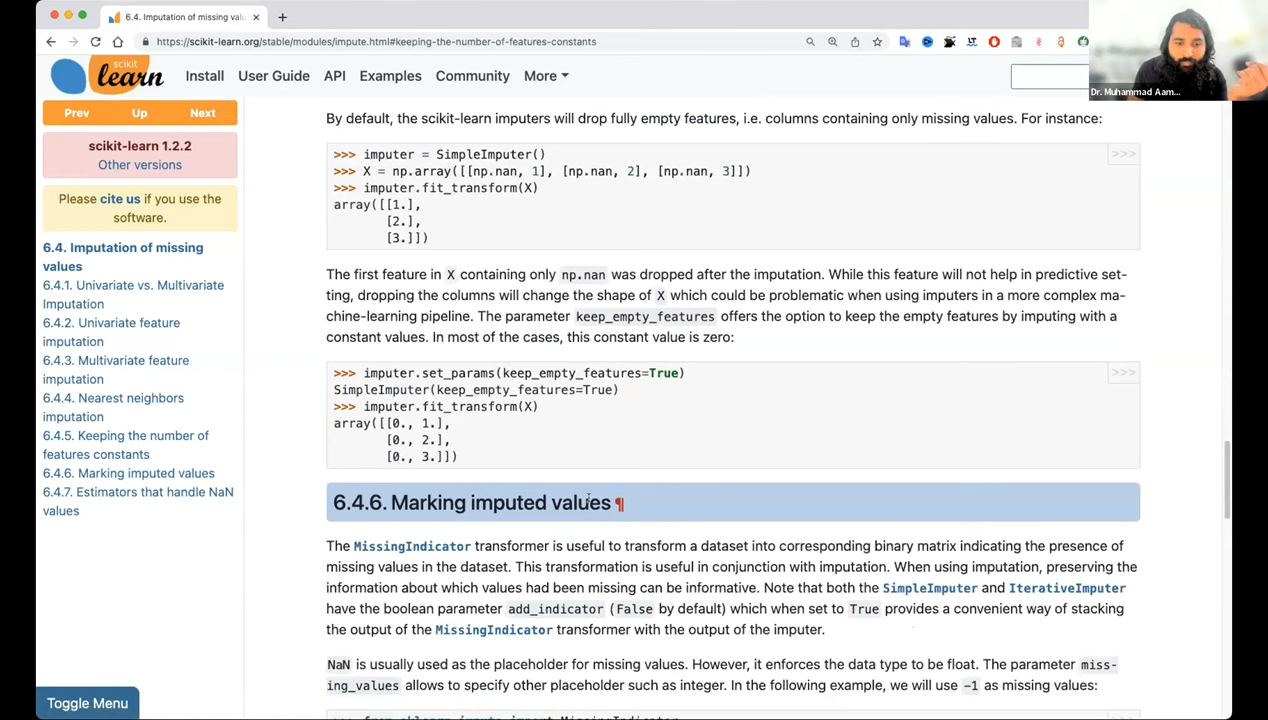 6.4. Imputation of missing valu
https://scikit-learn.org/stable/modules/impute.html#keeping-the-number-of-features-constants
Dr. Muhammad Aam...
scikit
learn
Install User Guide API Examples Community More
Prev Up Next
scikit-learn 1.2.2
Other versions
Please cite us if you use the
software.
6.4. Imputation of missing
values
6.4.1. Univariate vs. Multivariate
Imputation
6.4.2. Univariate feature
imputation
6.4.3. Multivariate feature
imputation
6.4.4. Nearest neighbors
imputation
6.4.5. Keeping the number of
features constants
6.4.6. Marking imputed values
6.4.7. Estimators that handle NaN
values
Toggle Menu
By default, the scikit-learn imputers will drop fully empty features, i.e. columns containing only missing values. For instance:
>>>
>>> imputer = SimpleImputer()
>>> X = np.array([[np.nan, 1], [np.nan, 2], [np.nan, 3]])
>>> imputer.fit_transform(X)
array([[1.],
[2.],
[3.]])
The first feature in X containing only np.nan was dropped after the imputation. While this feature will not help in predictive set-
ting, dropping the columns will change the shape of X which could be problematic when using imputers in a more complex ma-
chine-learning pipeline. The parameter keep_empty_features offers the option to keep the empty features by imputing with a
constant values. In most of the cases, this constant value is zero:
>>>
>>> imputer.set_params(keep_empty_features=True)
SimpleImputer(keep_empty_features=True)
>>> imputer.fit_transform(X)
array([[0., 1.],
[0., 2.],
[0., 3.]])
6.4.6. Marking imputed values ¶
The MissingIndicator transformer is useful to transform a dataset into corresponding binary matrix indicating the presence of
missing values in the dataset. This transformation is useful in conjunction with imputation. When using imputation, preserving the
information about which values had been missing can be informative. Note that both the SimpleImputer and IterativeImputer
have the boolean parameter add_indicator (False by default) which when set to True provides a convenient way of stacking
the output of the MissingIndicator transformer with the output of the imputer.
NaN is usually used as the placeholder for missing values. However, it enforces the data type to be float. The parameter miss-
ing_values allows to specify other placeholder such as integer. In the following example, we will use -1 as missing values:
>>> from sklearn.impute import MissingIndicator